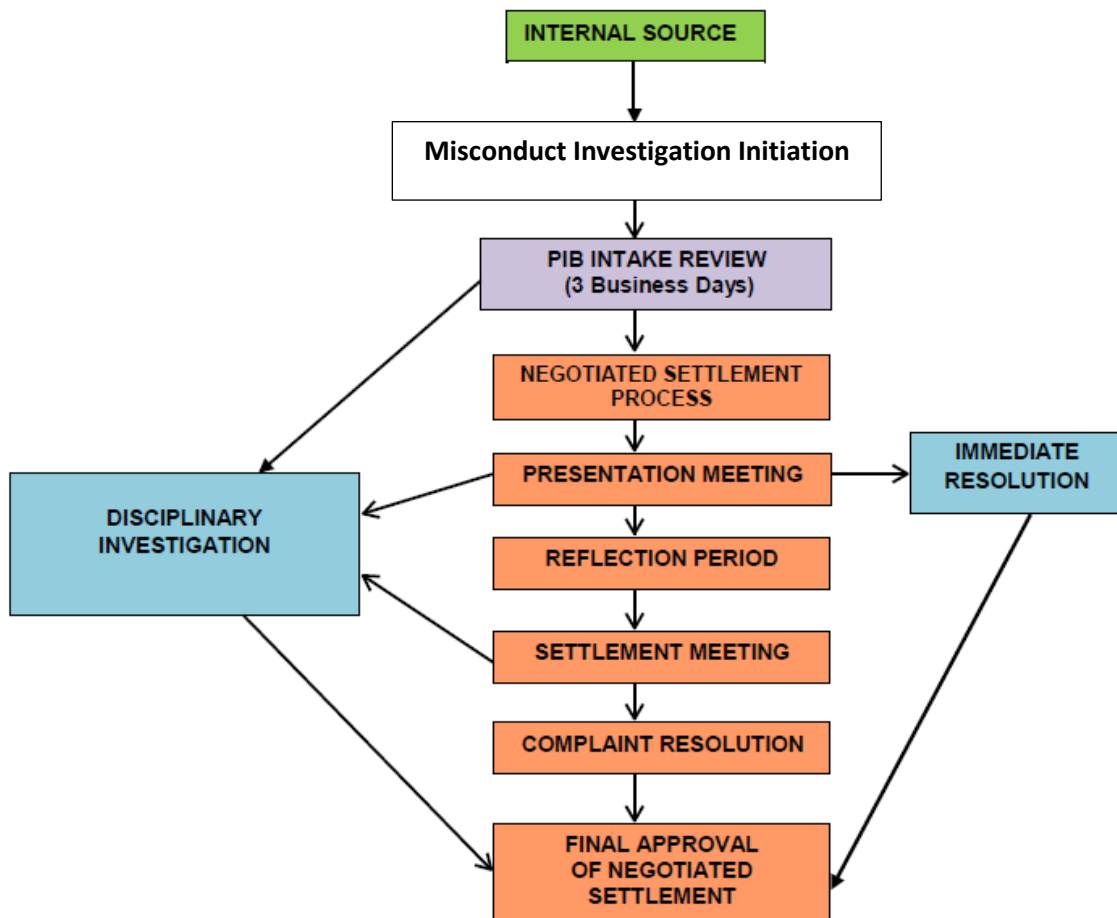 INTERNAL SOURCE
Misconduct Investigation Initiation
PIB INTAKE REVIEW
(3 Business Days)
NEGOTIATED SETTLEMENT
PROCESS
PRESENTATION MEETING
IMMEDIATE
RESOLUTION
DISCIPLINARY
INVESTIGATION
REFLECTION PERIOD
SETTLEMENT MEETING
COMPLAINT RESOLUTION
FINAL APPROVAL
OF NEGOTIATED
SETTLEMENT